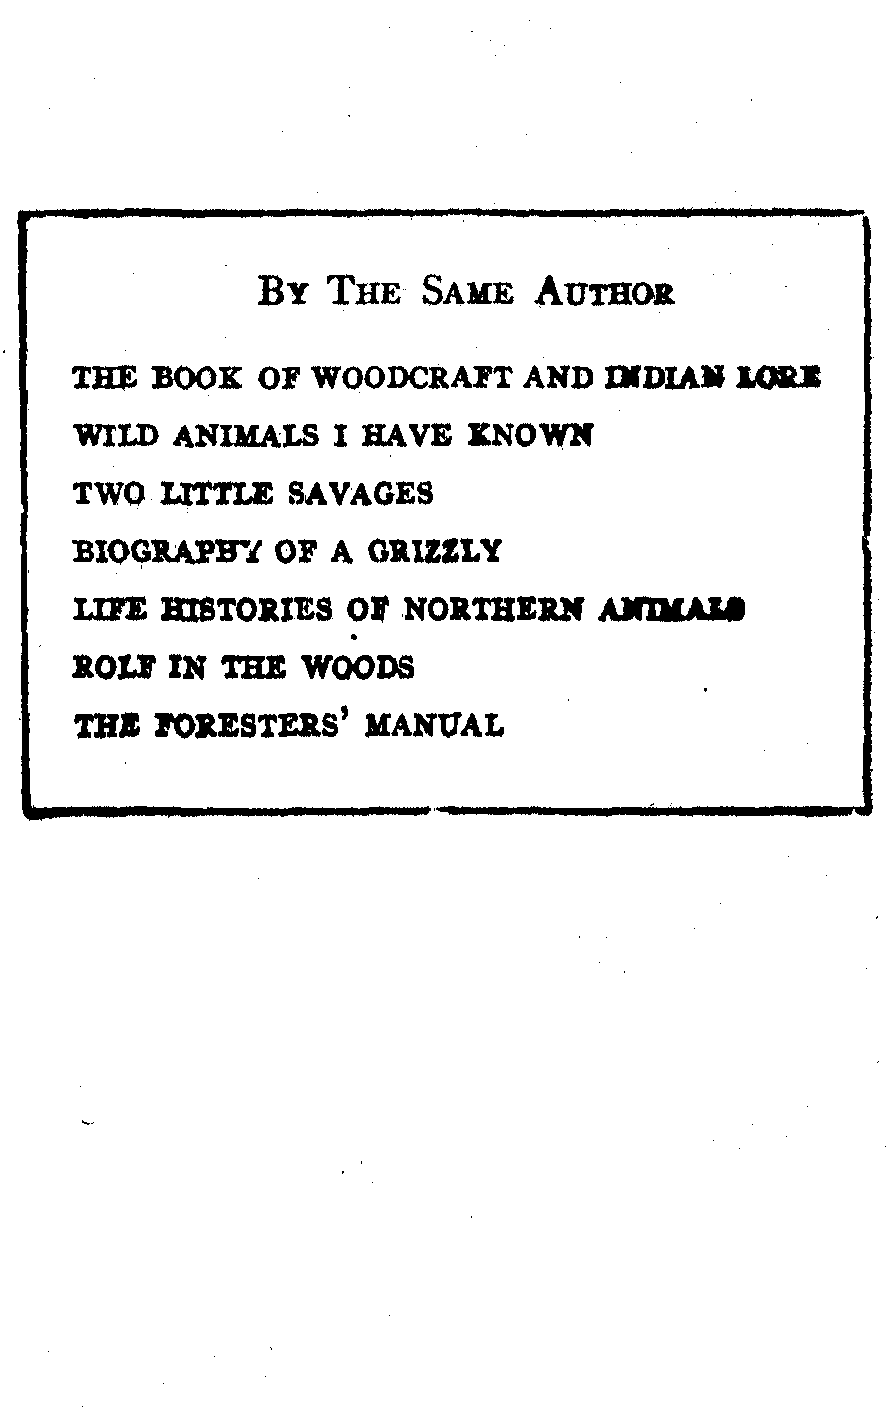 By The Same Author
THE BOOK OF WOODCRAFT AND INDIAN LORE
WILD ANIMALS I HAVE KNOWN
TWO LITTLE SAVAGES
BIOGRAPHY OF A GRIZZLY
LIFE HISTORIES OF NORTHERN ANIMALS
ROLF IN THE WOODS
THE FORESTERS' MANUAL